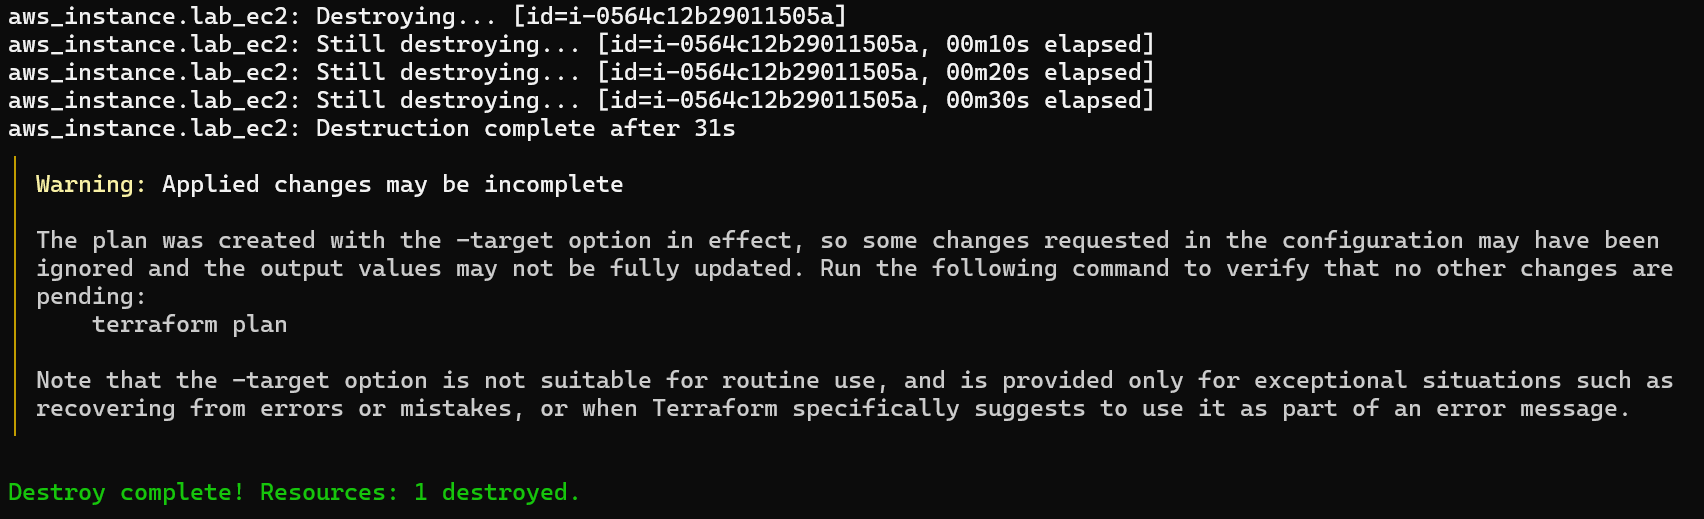 aws_instance.lab_ec2: Destroying... [id=i-0564c12b29011505a]
aws_instance.lab_ec2: Still destroying... [id=i-0564c12b29011505a, 00m10s elapsed]
aws_instance.lab_ec2: Still destroying... [id=i-0564c12b29011505a, 00m20s elapsed]
aws_instance.lab_ec2: Still destroying... [id=i-0564c12b29011505a, 00m30s elapsed]
aws_instance.lab_ec2: Destruction complete after 31s
Warning: Applied changes may be incomplete
The plan was created with the -target option in effect, so some changes requested in the configuration may have been
ignored and the output values may not be fully updated. Run the following command to verify that no other changes are
pending:
terraform plan
Note that the -target option is not suitable for routine use, and is provided only for exceptional situations such as
recovering from errors or mistakes, or when Terraform specifically suggests to use it as part of an error message.
Destroy complete! Resources: 1 destroyed.